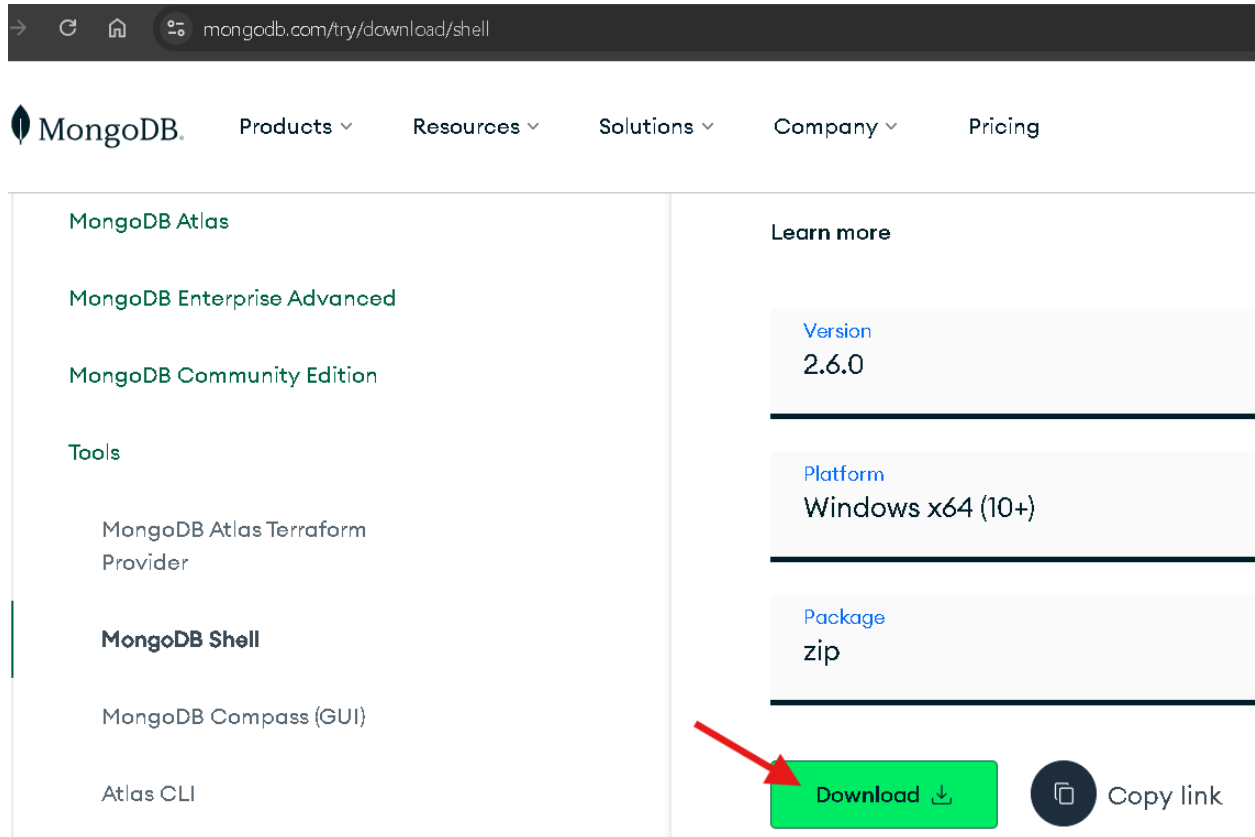 mongodb.com/try/download/shell
MongoDB.
Products
Resources
Solutions
Company
Pricing
MongoDB Atlas
MongoDB Enterprise Advanced
MongoDB Community Edition
Tools
MongoDB Atlas Terraform
Provider
MongoDB Shell
MongoDB Compass (GUI)
Atlas CLI
Learn more
Version
2.6.0
Platform
Windows x64 (10+)
Package
zip
Download
Copy link